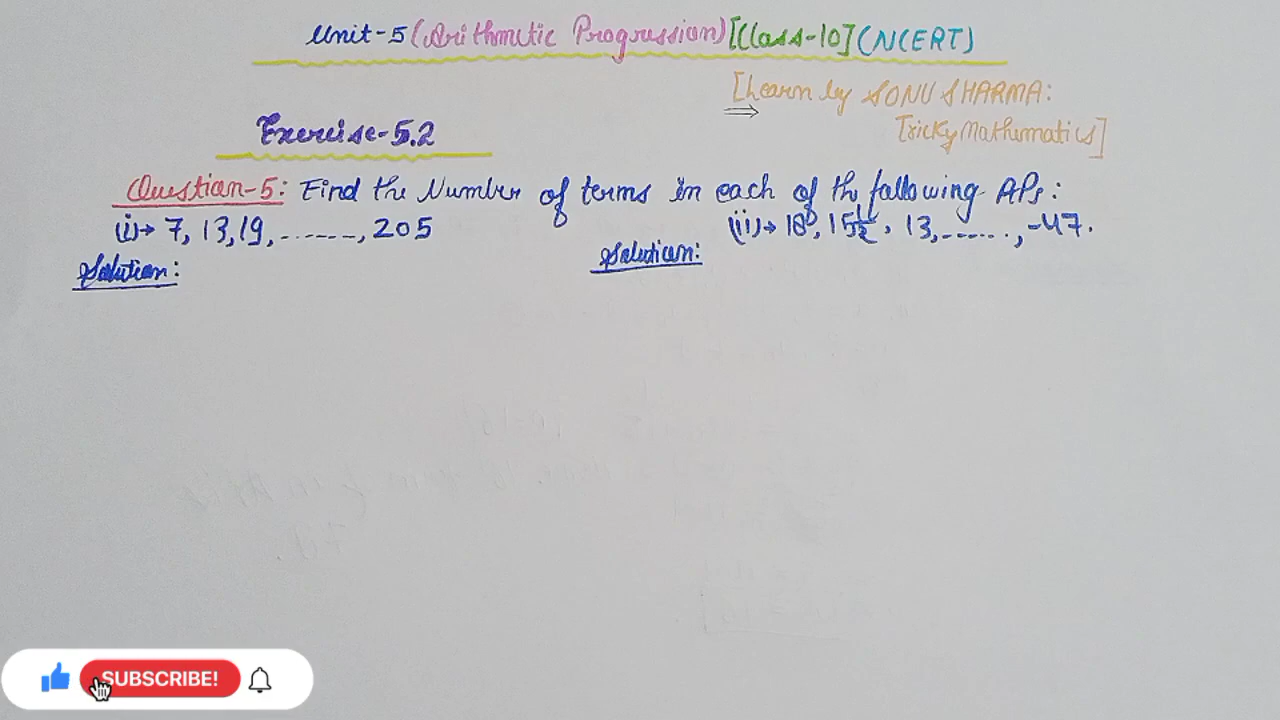 Unit-5 (Arithmetic Progression) [Class-10] (NCERT)
[Learn by SONU SHARMA:
⇒ Tricky Mathematics]
Exercise-5.2
Question-5: Find the Number of terms in each of the following APs:
(i)→ 7, 13, 19, ......., 205
(ii)→ 18, 15½, 13, ......., -47.
Solution:
Solution:
SUBSCRIBE!